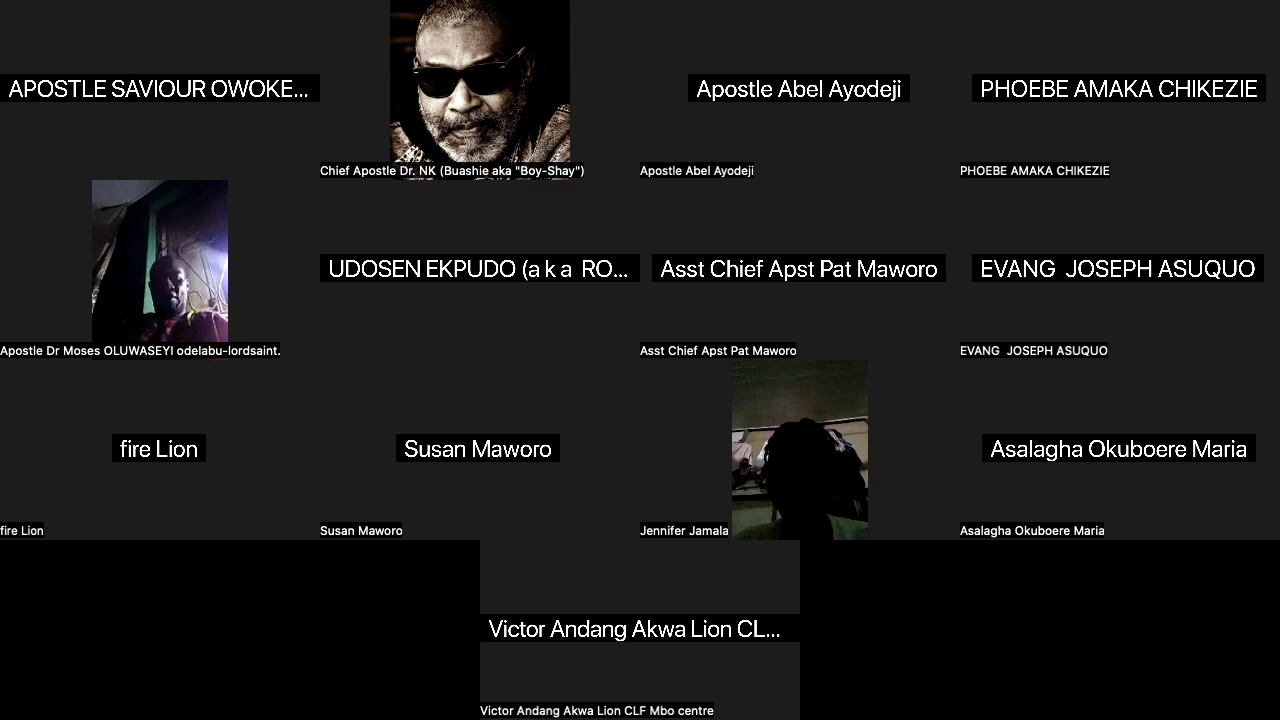 APOSTLE SAVIOUR OWOKE...
Chief Apostle Dr. NK (Buashie aka "Boy-Shay")
Apostle Abel Ayodeji
Apostle Abel Ayodeji
PHOEBE AMAKA CHIKEZIE
PHOEBE AMAKA CHIKEZIE
Apostle Dr Moses OLUWASEYI odelabu-lordsaint.
UDOSEN EKPUDO (a k a RO...
Asst Chief Apst Pat Maworo
Asst Chief Apst Pat Maworo
EVANG JOSEPH ASUQUO
EVANG JOSEPH ASUQUO
fire Lion
fire Lion
Susan Maworo
Susan Maworo
Jennifer Jamala
Asalagha Okuboere Maria
Asalagha Okuboere Maria
Victor Andang Akwa Lion CL...
Victor Andang Akwa Lion CLF Mbo centre